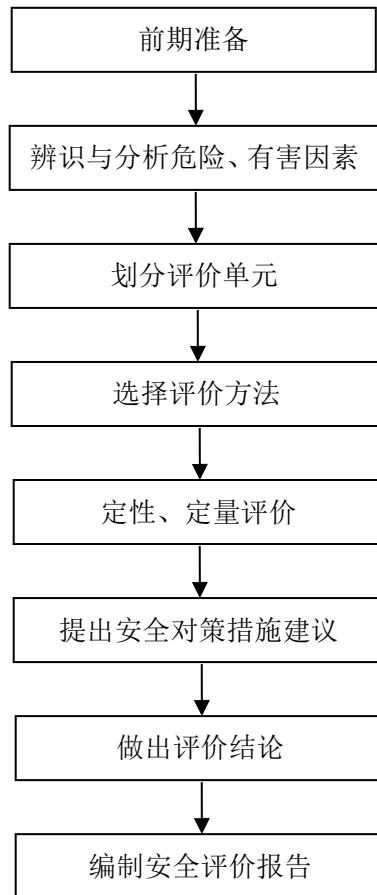 前期准备
辨识与分析危险、有害因素
划分评价单元
选择评价方法
定性、定量评价
提出安全对策措施建议
做出评价结论
编制安全评价报告